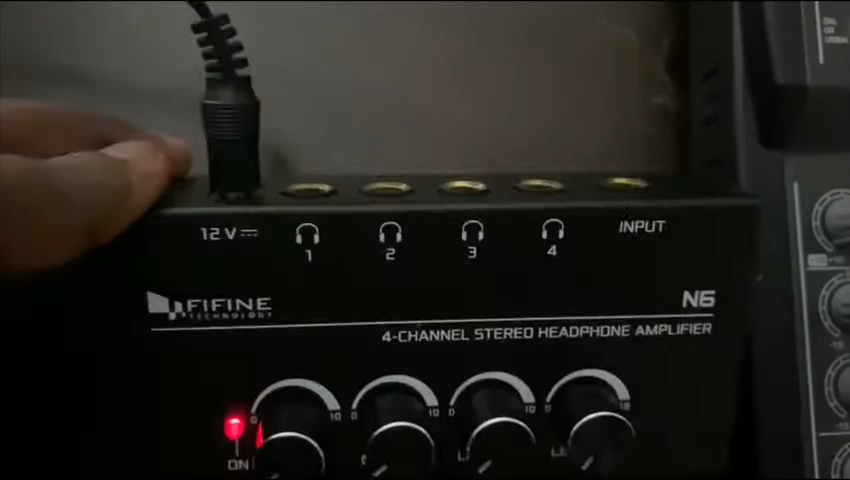 12V
1 2 3 4 INPUT
FIFINE
TECHNOLOGY
N6
4-CHANNEL STEREO HEADPHONE AMPLIFIER
0 10 0 10 0 10 0 10
ON